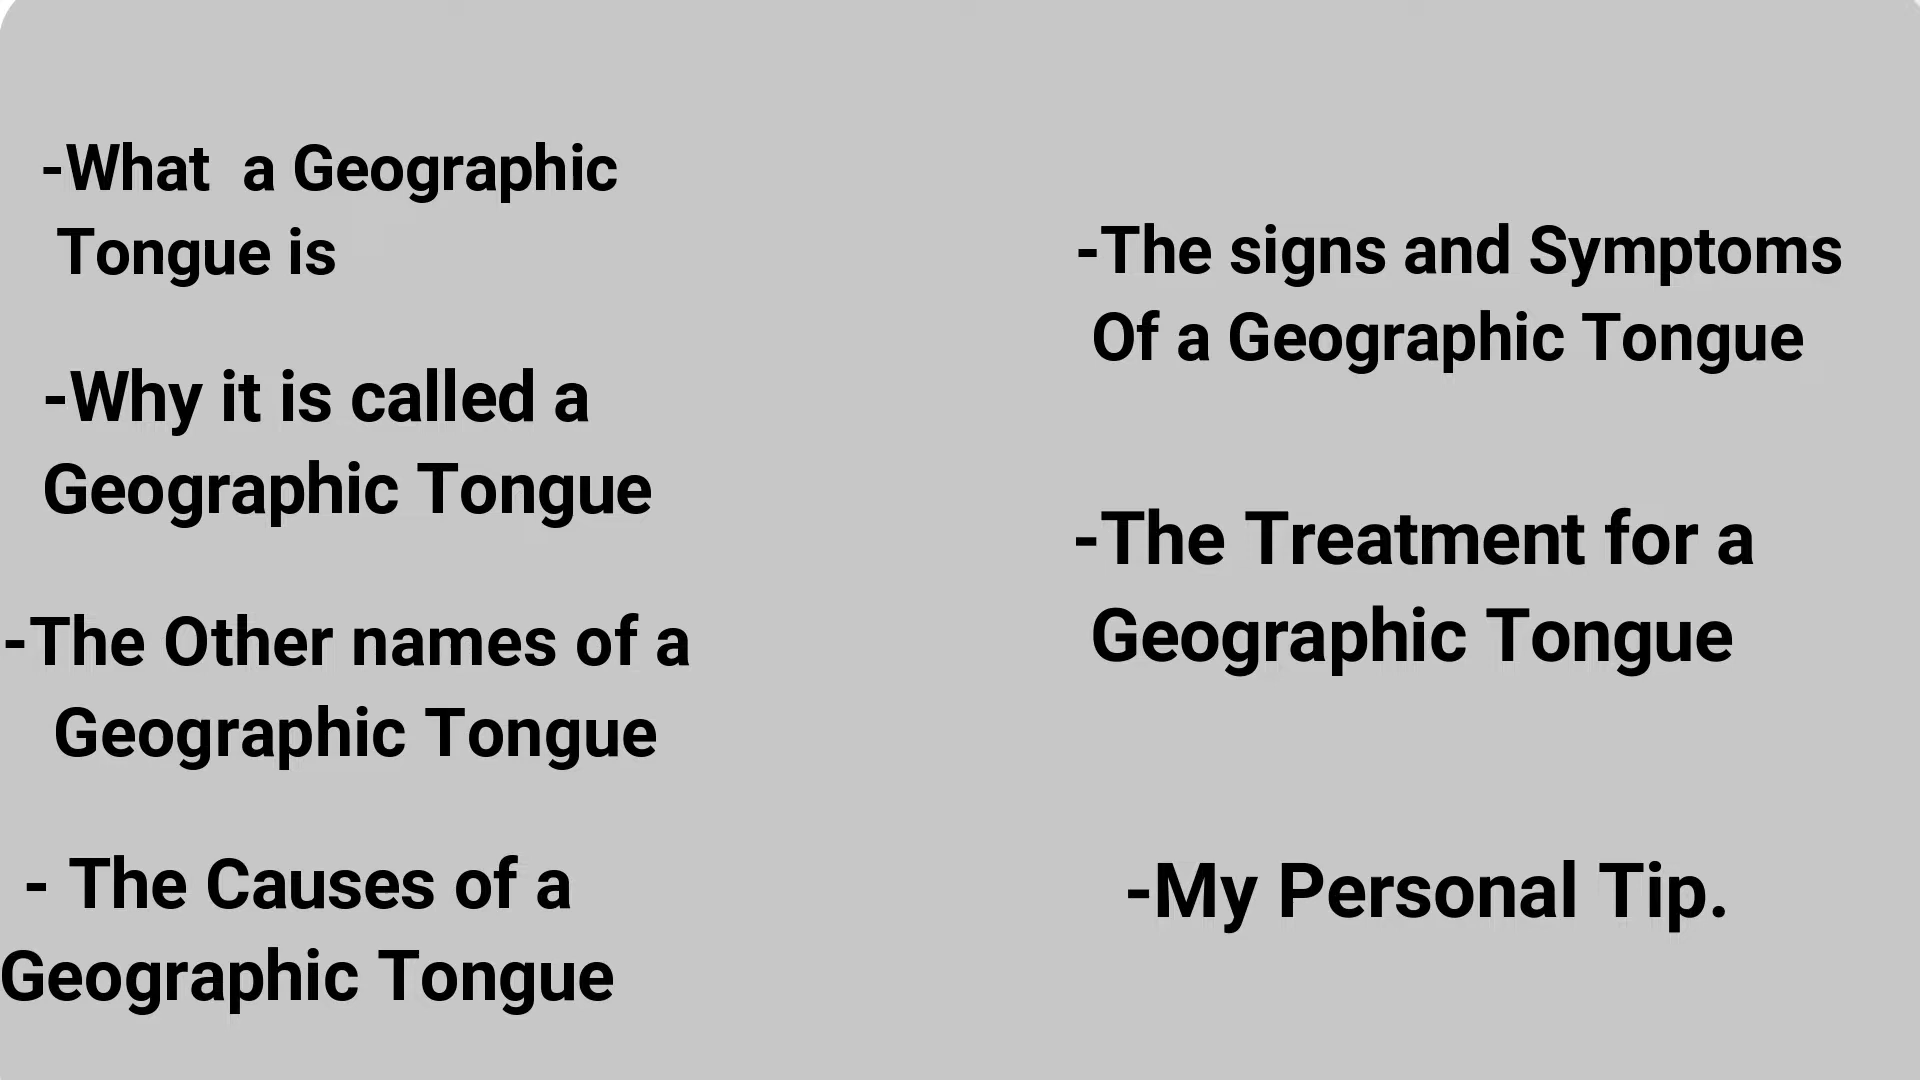 -What  a Geographic
Tongue is
-Why it is called a
Geographic Tongue
-The Other names of a
Geographic Tongue
- The Causes of a
Geographic Tongue
-The signs and Symptoms
Of a Geographic Tongue
-The Treatment for a
Geographic Tongue
-My Personal Tip.